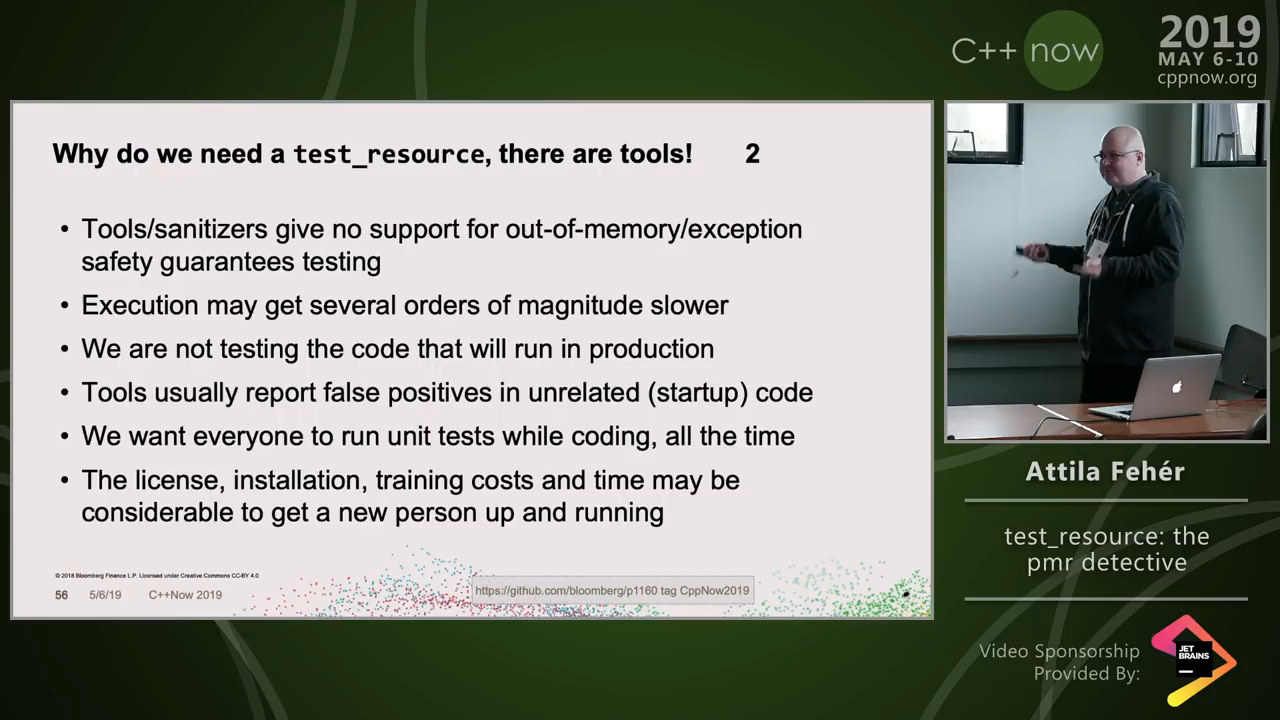 C++ now
2019
MAY 6-10
cppnow.org
Why do we need a test_resource, there are tools! 2
• Tools/sanitizers give no support for out-of-memory/exception
safety guarantees testing
• Execution may get several orders of magnitude slower
• We are not testing the code that will run in production
• Tools usually report false positives in unrelated (startup) code
• We want everyone to run unit tests while coding, all the time
• The license, installation, training costs and time may be
considerable to get a new person up and running
© 2018 Bloomberg Finance L.P. Licensed under Creative Commons CC-BY 4.0
https://github.com/bloomberg/p1160 tag CppNow2019
56 5/6/19 C++Now 2019
Attila Fehér
test_resource: the
pmr detective
Video Sponsorship
Provided By:
JET
BRAINS